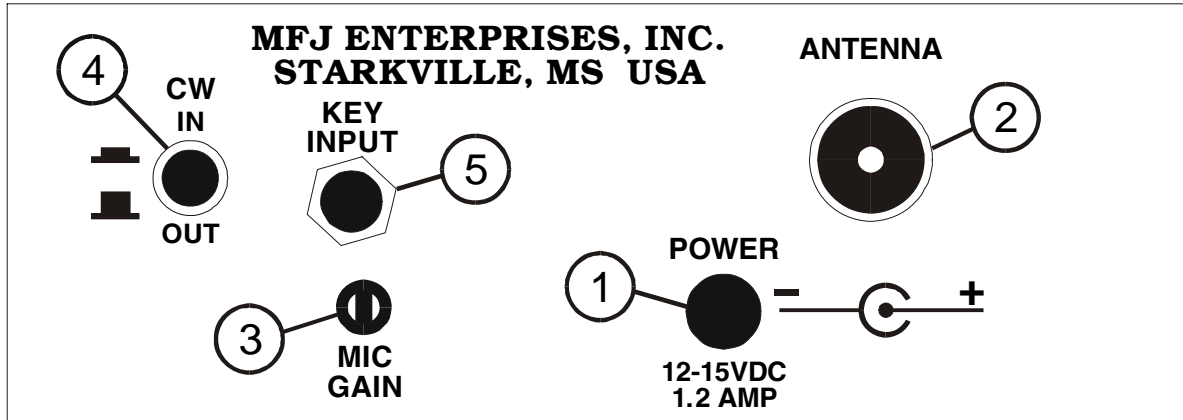 MFJ ENTERPRISES, INC.
STARKVILLE, MS USA
ANTENNA
4
CW
IN
OUT
KEY
INPUT
5
2
3
MIC
GAIN
1
POWER
12-15VDC
1.2 AMP
- +